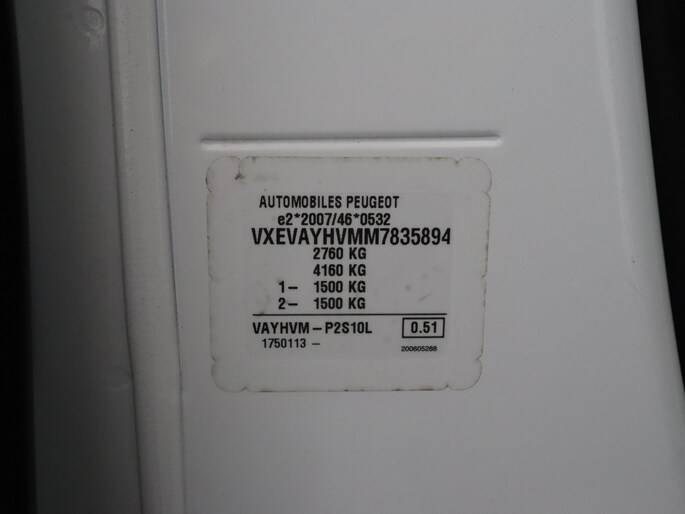 AUTOMOBILES PEUGEOT
e2*2007/46*0532
VXEVAYHVMM7835894
2760 KG
4160 KG
1- 1500 KG
2- 1500 KG
VAYHVM-P2S10L 0.51
1750113 - 200605288